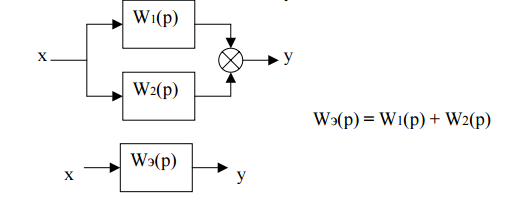 W₁(p)
x
y
W₂(p)
Wэ(p) = W₁(p) + W₂(p)
Wэ(p)
x
y